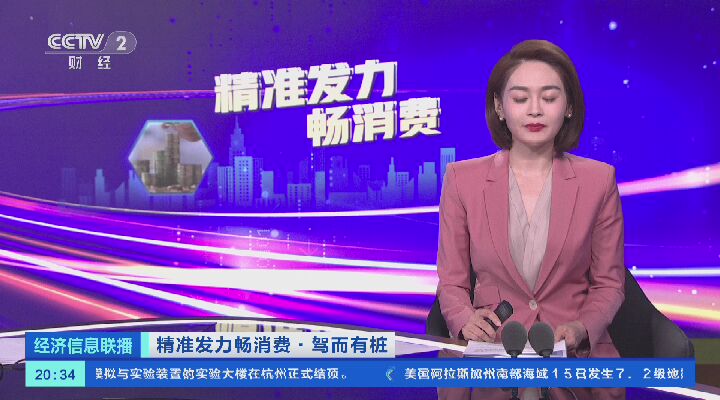 CCTV 2
财经
精准发力
畅消费
经济信息联播
精准发力畅消费·驾而有桩
20:34
模拟与实验装置的实验大楼在杭州正式结顶。
美国阿拉斯加州南部海域15日发生了7．2级地